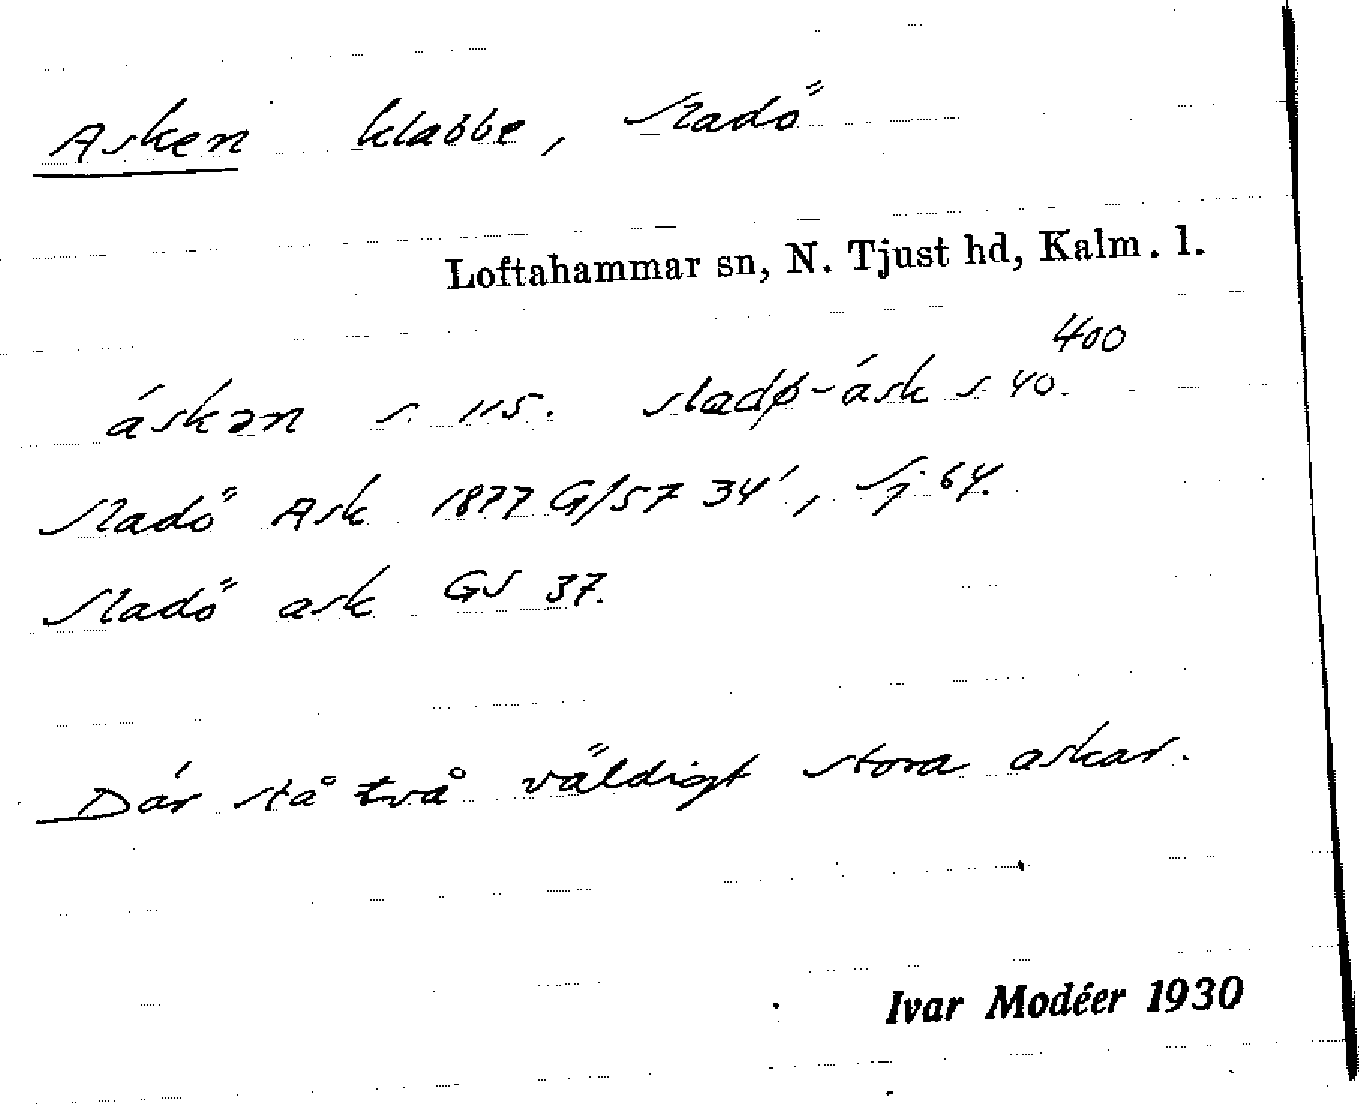 Asken klabbe, Sladö
Loftahammar sn, N. Tjust hd, Kalm. l.
400
áskən s. 115. sladø-ásk s 40.
Sladö Ask 1877 G/57 34', Sj 64.
Sladö ask GS 37.
Där stå två väldigt stora askar.
Ivar Modéer 1930